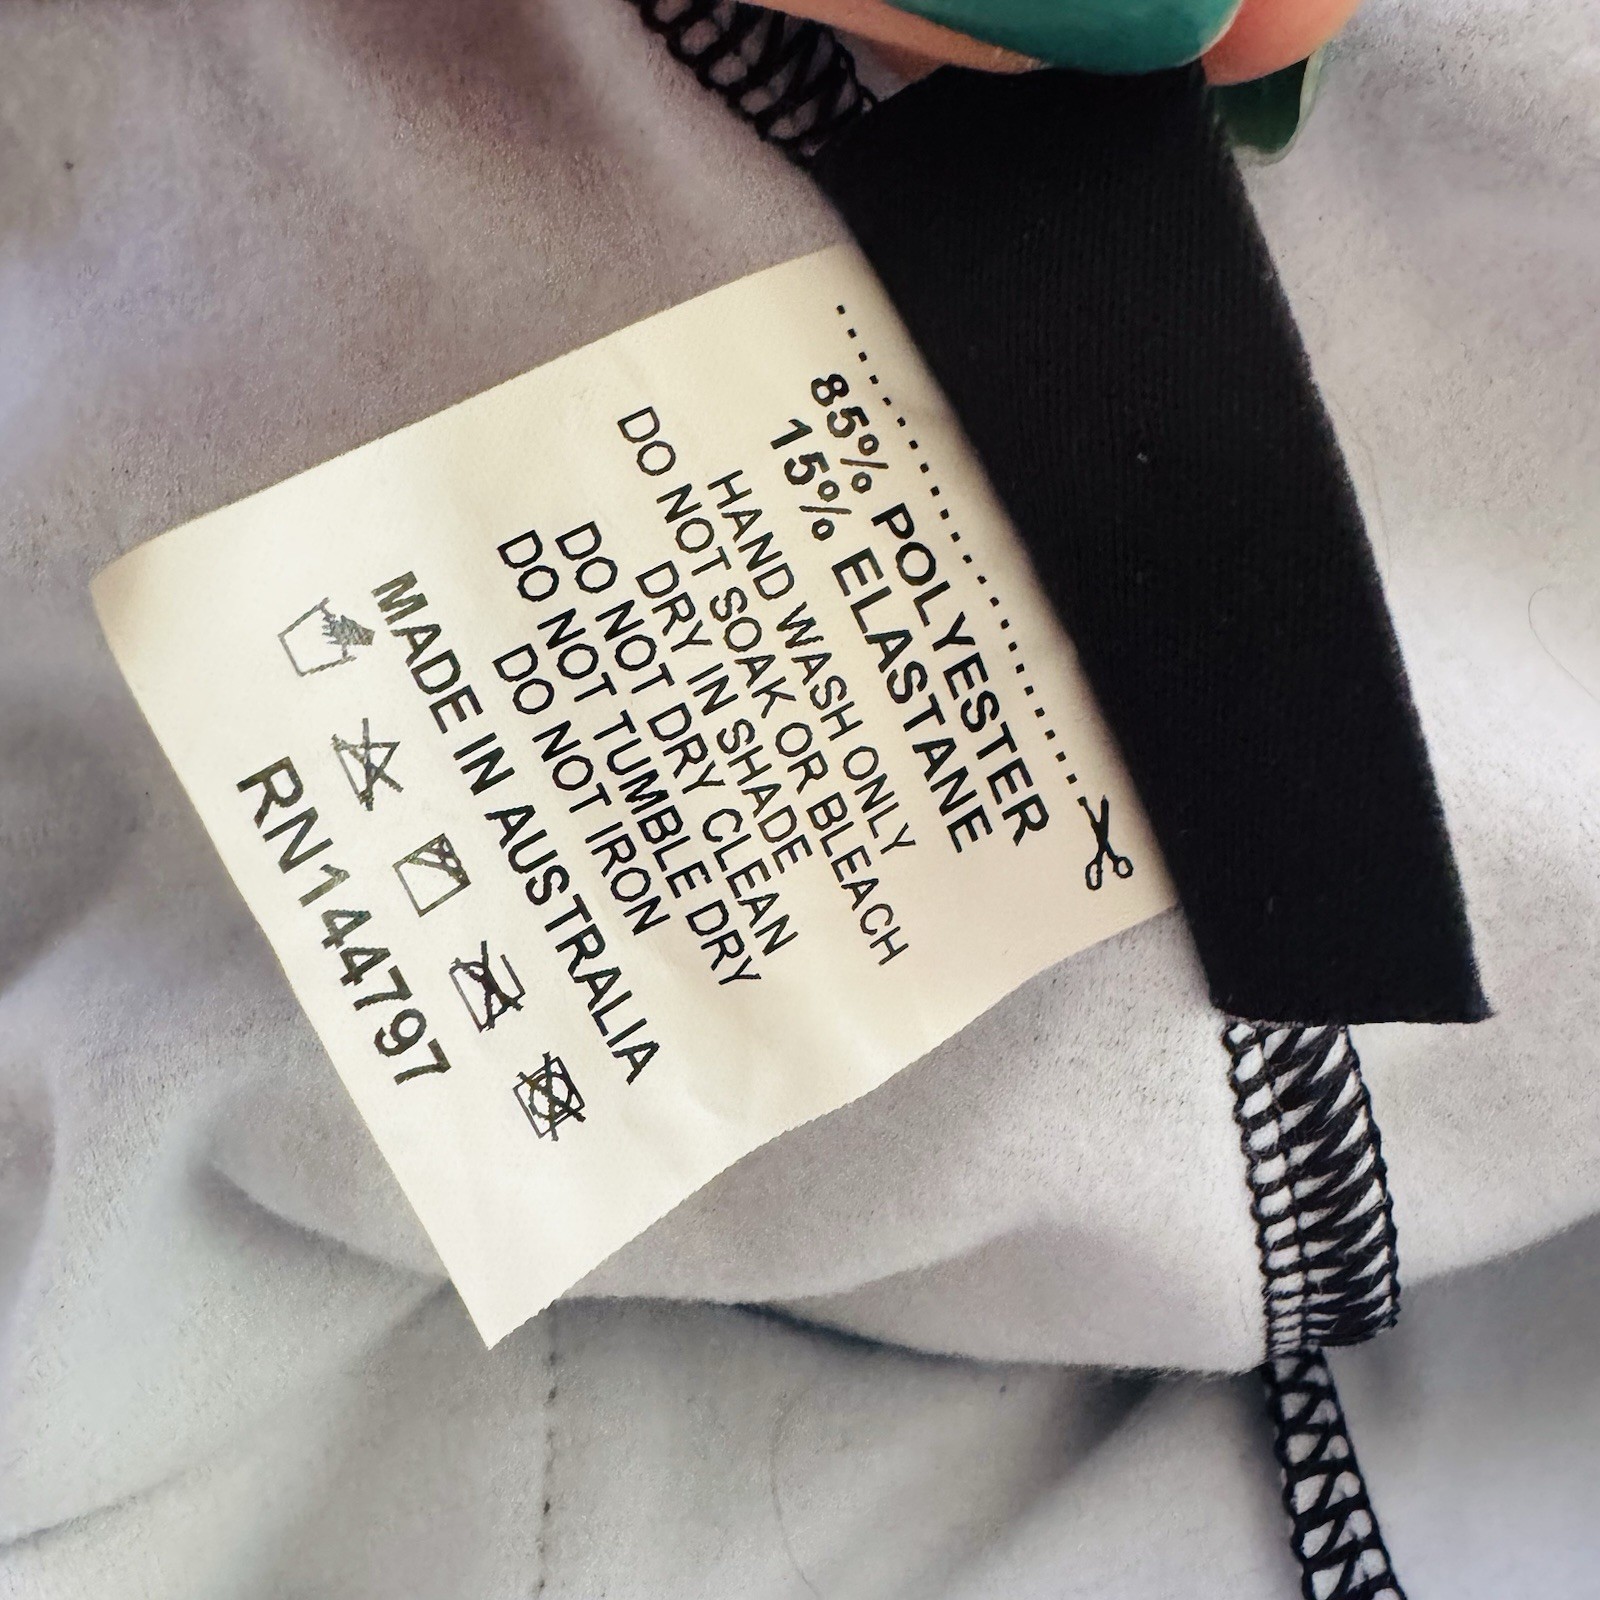 85% POLYESTER
15% ELASTANE
HAND WASH ONLY
DO NOT SOAK OR BLEACH
DRY IN SHADE
DO NOT DRY CLEAN
DO NOT TUMBLE DRY
DO NOT IRON
MADE IN AUSTRALIA
RN144797